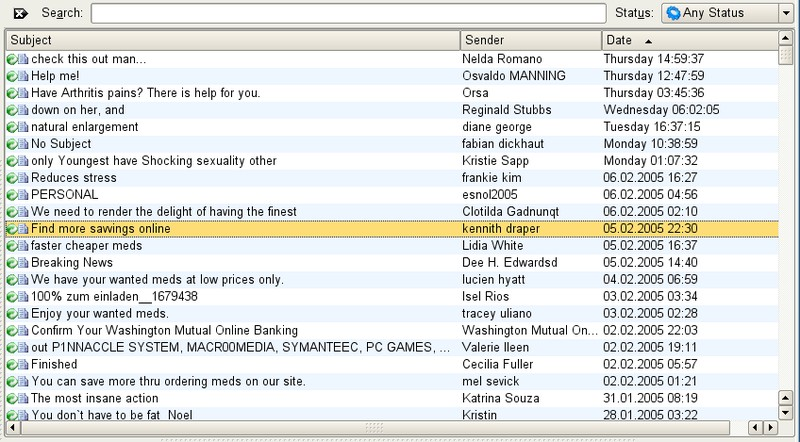 Search: Status: Any Status
Subject Sender Date
check this out man... Nelda Romano Thursday 14:59:37
Help me! Osvaldo MANNING Thursday 12:47:59
Have Arthritis pains? There is help for you. Orsa Thursday 03:45:36
down on her, and Reginald Stubbs Wednesday 06:02:05
natural enlargement diane george Tuesday 16:37:15
No Subject fabian dickhaut Monday 10:38:59
only Youngest have Shocking sexuality other Kristie Sapp Monday 01:07:32
Reduces stress frankie kim 06.02.2005 16:27
PERSONAL esnol2005 06.02.2005 04:56
We need to render the delight of having the finest Clotilda Gadnunqt 06.02.2005 02:10
Find more sawings online kennith draper 05.02.2005 22:30
faster cheaper meds Lidia White 05.02.2005 16:37
Breaking News Dee H. Edwardsd 05.02.2005 14:40
We have your wanted meds at low prices only. lucien hyatt 04.02.2005 06:59
100% zum einladen__1679438 Isel Rios 03.02.2005 03:34
Enjoy your wanted meds. tracey uliano 03.02.2005 02:28
Confirm Your Washington Mutual Online Banking Washington Mutual On... 02.02.2005 22:03
out P1NNACCLE SYSTEM, MACR00MEDIA, SYMANTEEC, PC GAMES, ... Valerie Ileen 02.02.2005 19:11
Finished Cecilia Fuller 02.02.2005 05:57
You can save more thru ordering meds on our site. mel sevick 02.02.2005 01:21
The most insane action Katrina Souza 31.01.2005 08:19
You don`t have to be fat Noel Kristin 28.01.2005 03:22